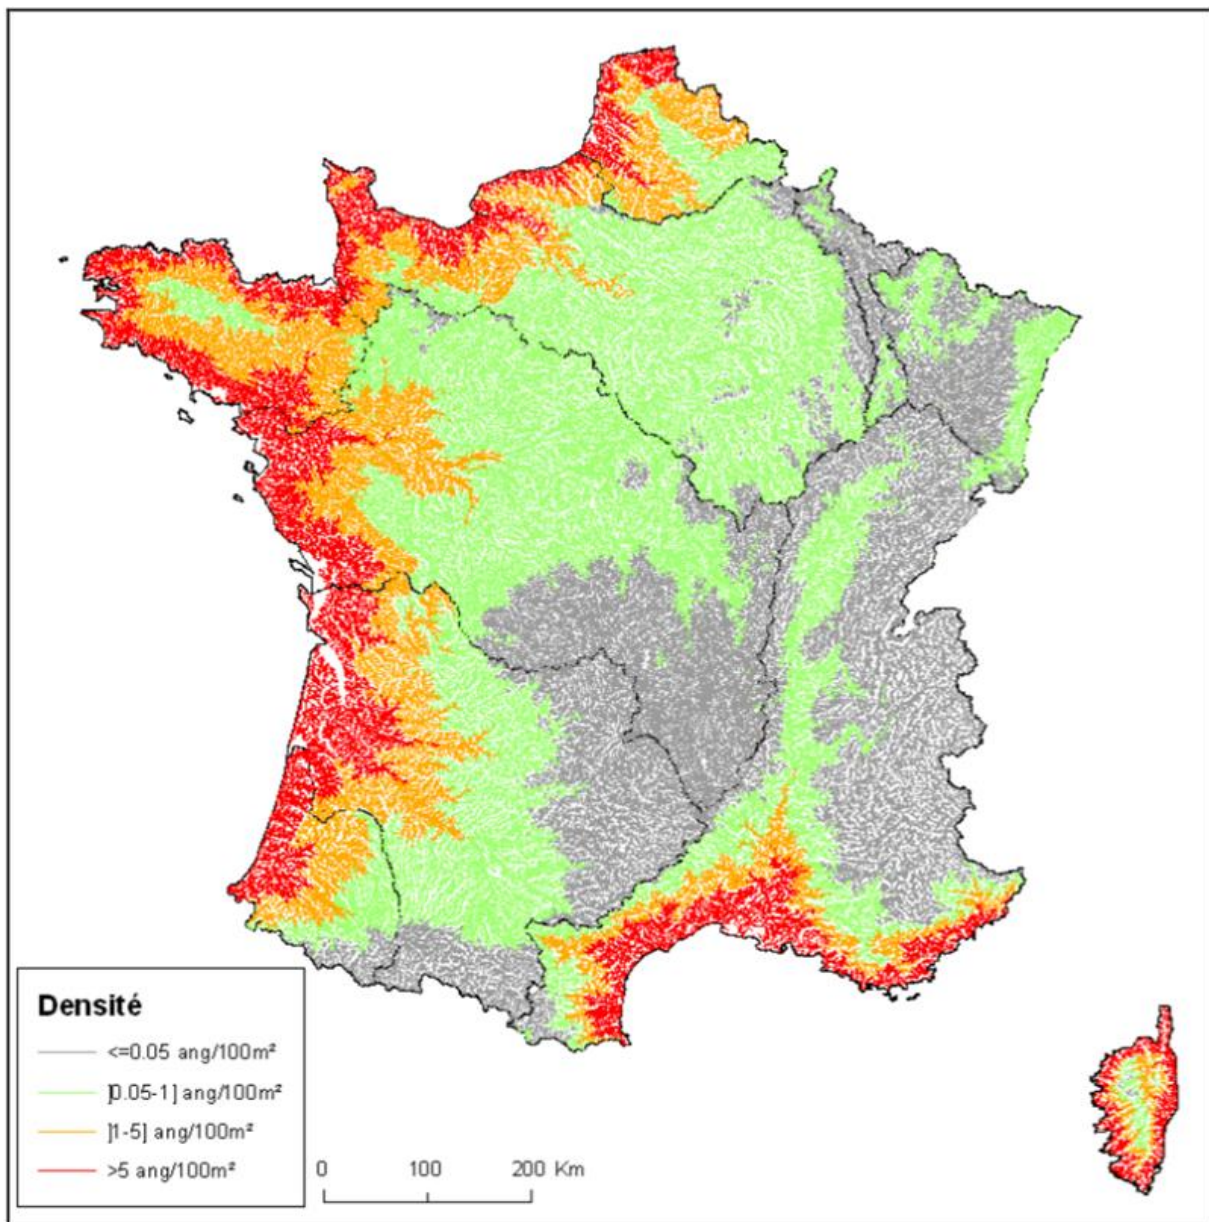 Densité
<=0.05 ang/100m²
]0.05-1] ang/100m²
]1-5] ang/100m²
>5 ang/100m²
0 100 200 Km